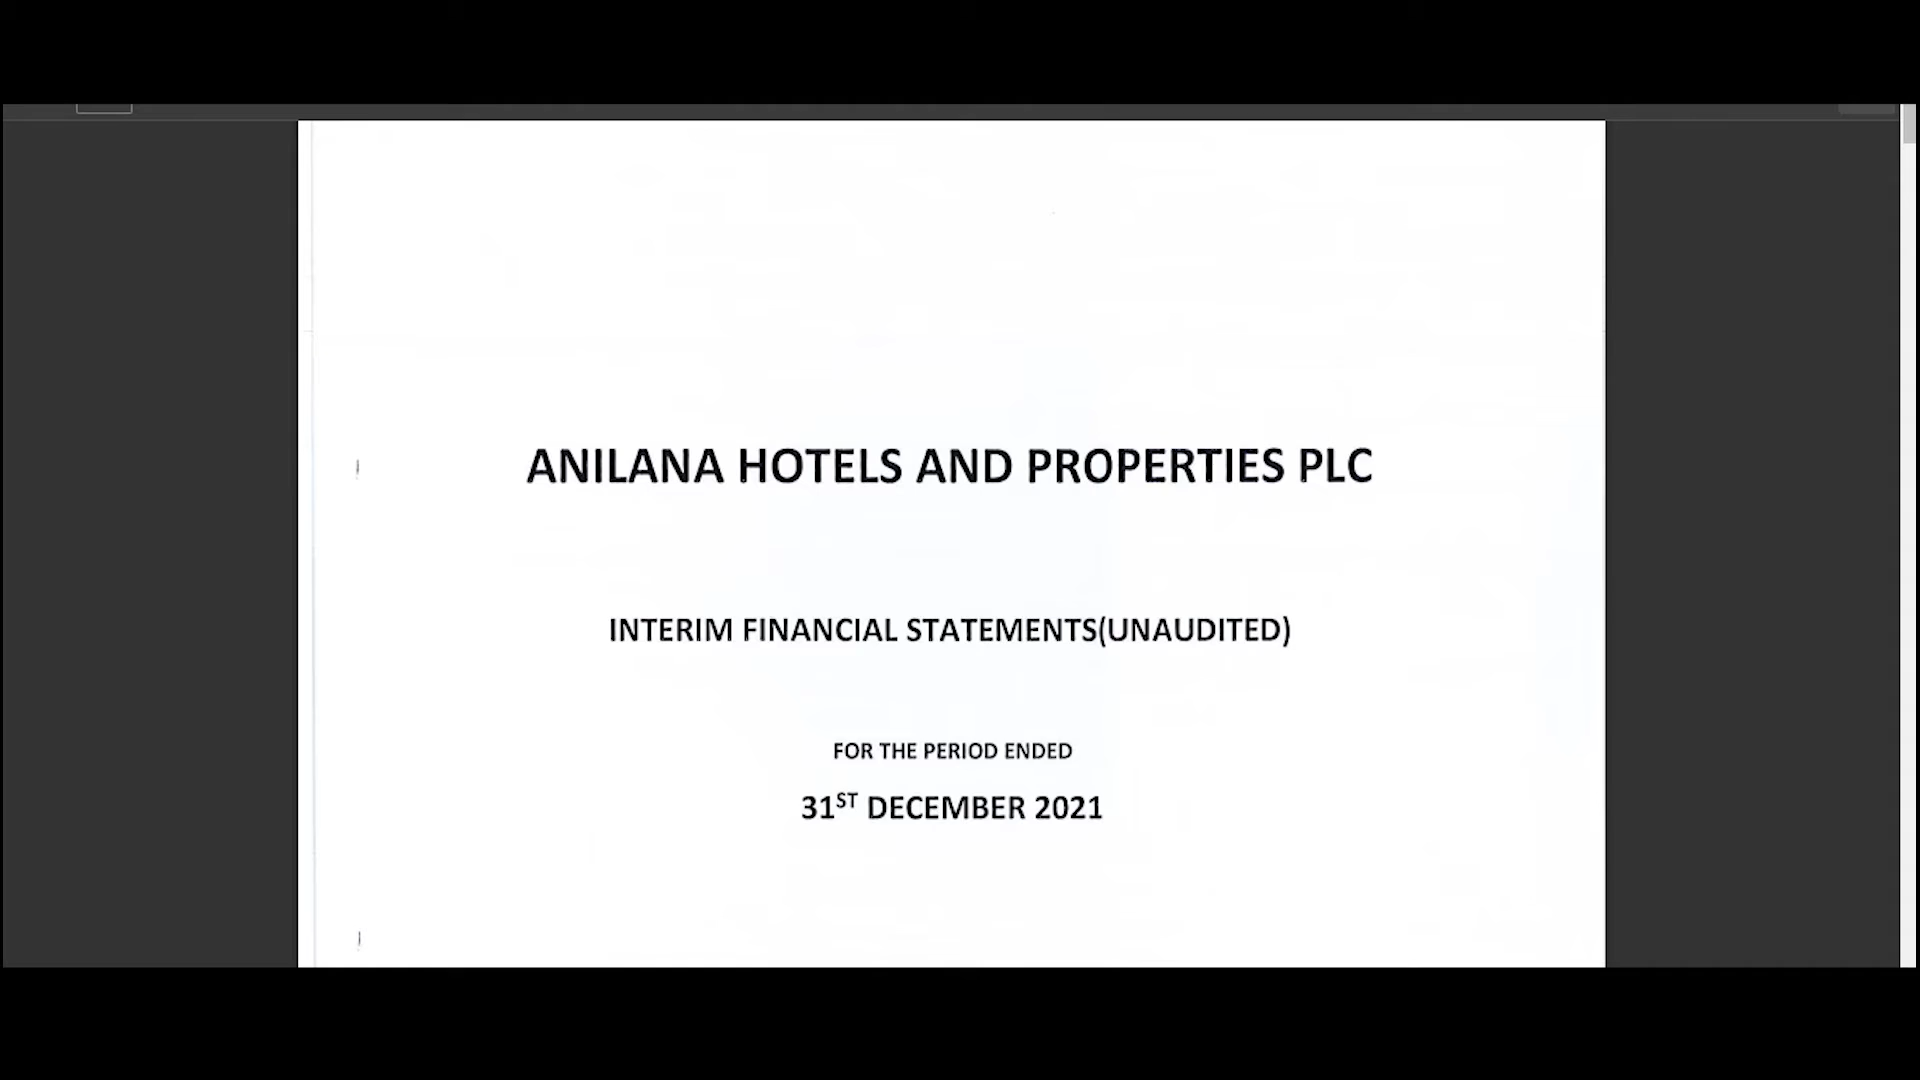 ANILANA HOTELS AND PROPERTIES PLC
INTERIM FINANCIAL STATEMENTS(UNAUDITED)
FOR THE PERIOD ENDED
31ST DECEMBER 2021